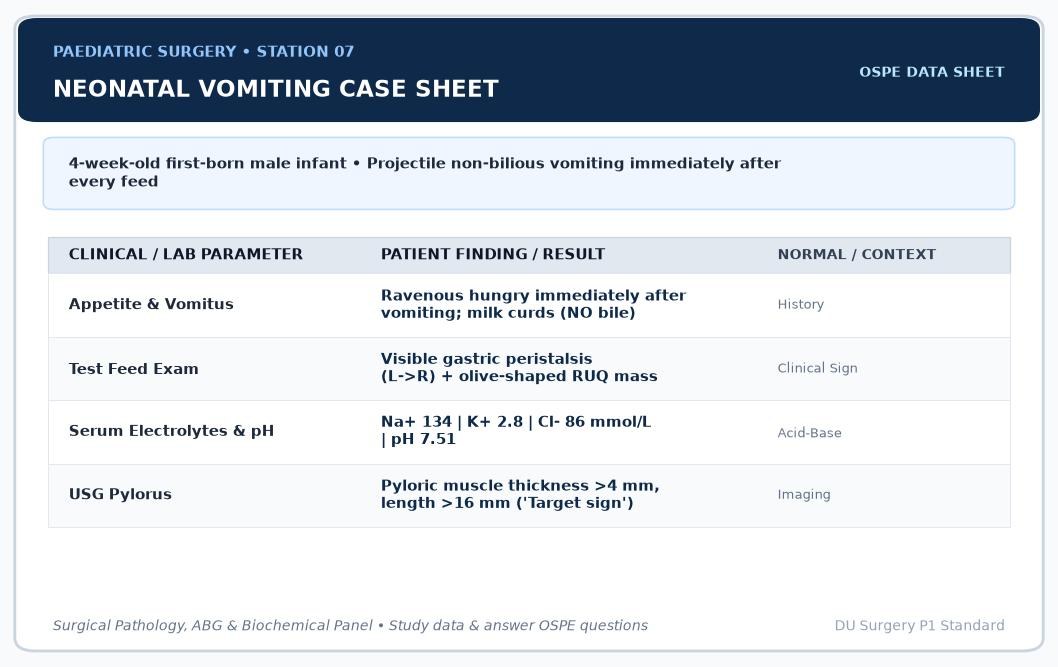 PAEDIATRIC SURGERY • STATION 07
NEONATAL VOMITING CASE SHEET
OSPE DATA SHEET
4-week-old first-born male infant • Projectile non-bilious vomiting immediately after
every feed
CLINICAL / LAB PARAMETER PATIENT FINDING / RESULT NORMAL / CONTEXT
Appetite & Vomitus
Ravenous hungry immediately after
vomiting; milk curds (NO bile)
History
Test Feed Exam
Visible gastric peristalsis
(L->R) + olive-shaped RUQ mass
Clinical Sign
Serum Electrolytes & pH
Na+ 134 | K+ 2.8 | Cl- 86 mmol/L
| pH 7.51
Acid-Base
USG Pylorus
Pyloric muscle thickness >4 mm,
length >16 mm ('Target sign')
Imaging
Surgical Pathology, ABG & Biochemical Panel • Study data & answer OSPE questions
DU Surgery P1 Standard